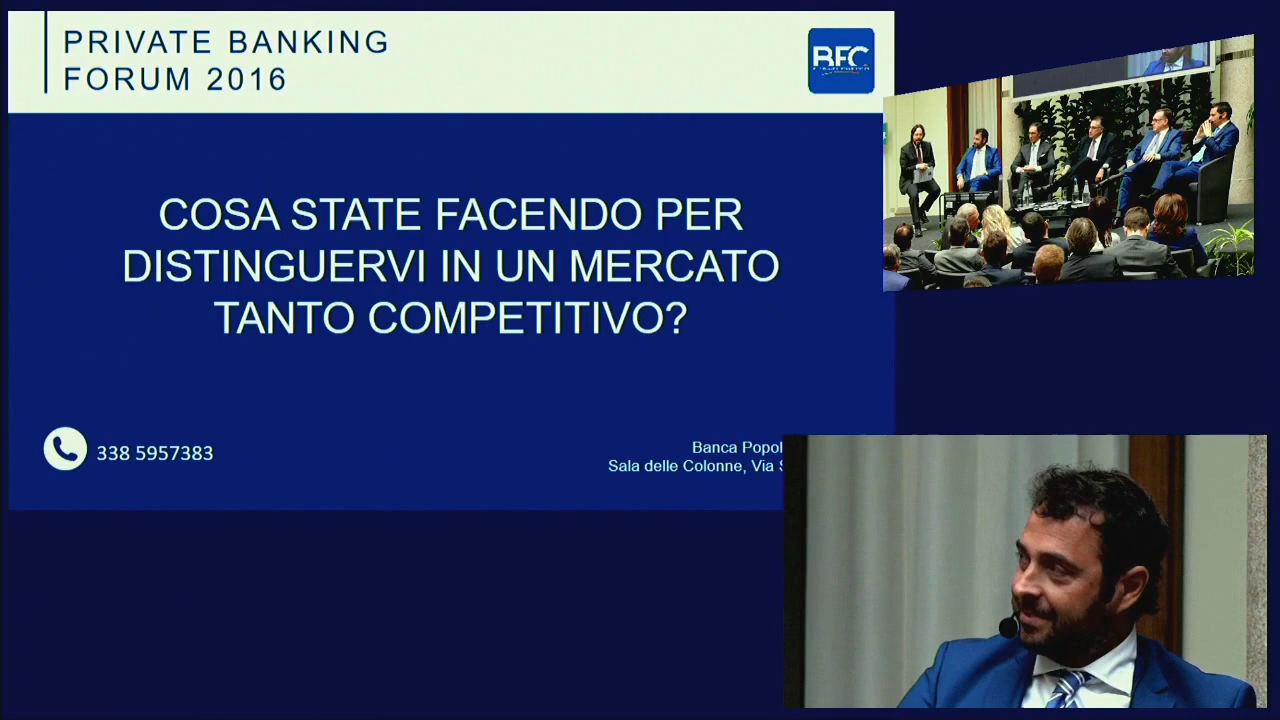 PRIVATE BANKING
FORUM 2016
BFC
COSA STATE FACENDO PER
DISTINGUERVI IN UN MERCATO
TANTO COMPETITIVO?
338 5957383
Banca Popol
Sala delle Colonne, Via S